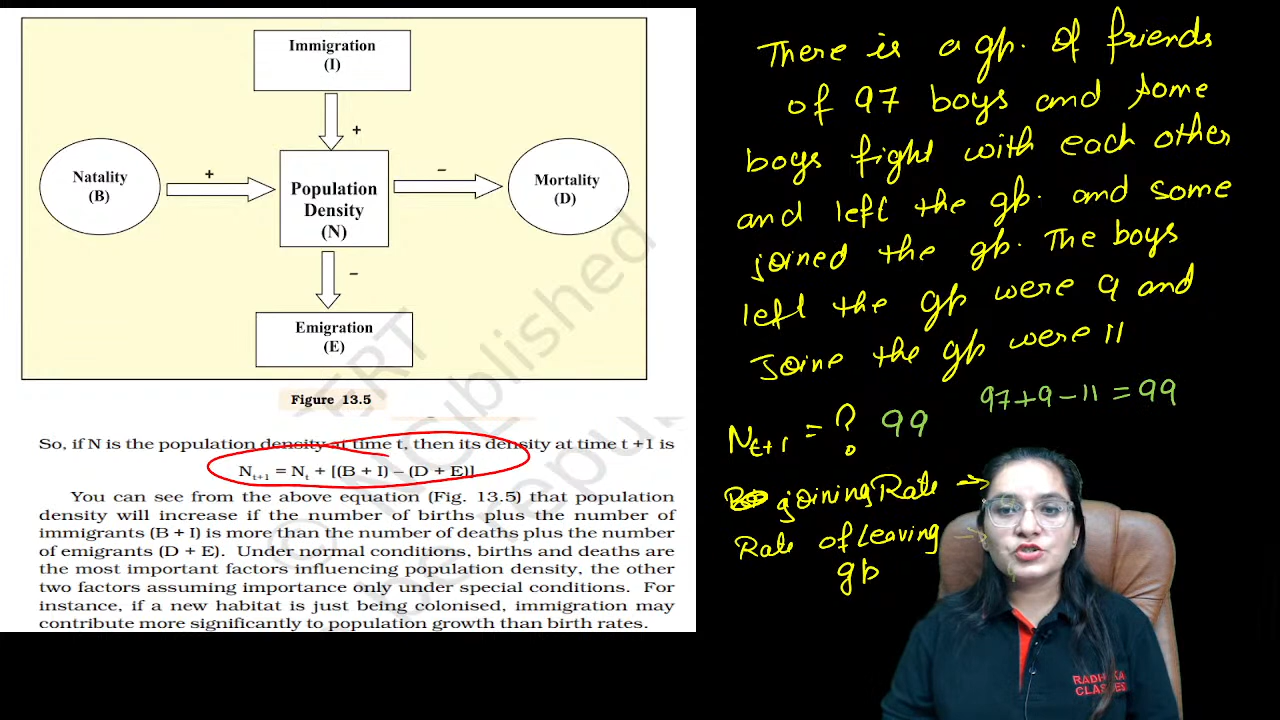 Immigration
(I)
+
Natality
(B)
+
Population
Density
(N)
–
Mortality
(D)
–
Emigration
(E)
Figure 13.5
So, if N is the population density at time t, then its density at time t +1 is
Nt+1 = Nt + [(B + I) – (D + E)]
You can see from the above equation (Fig. 13.5) that population
density will increase if the number of births plus the number of
immigrants (B + I) is more than the number of deaths plus the number
of emigrants (D + E). Under normal conditions, births and deaths are
the most important factors influencing population density, the other
two factors assuming importance only under special conditions. For
instance, if a new habitat is just being colonised, immigration may
contribute more significantly to population growth than birth rates.
© NCERT
be republished
There is a gp. of friends
of 97 boys and some
boys fight with each other
and left the gp. and some
joined the gp. The boys
left the gp were 9 and
Joine the gp were 11
97+9-11=99
Nt+1 = ? 99
joining Rate →
Rate of Leaving
gp
RADHIKA
CLASSES